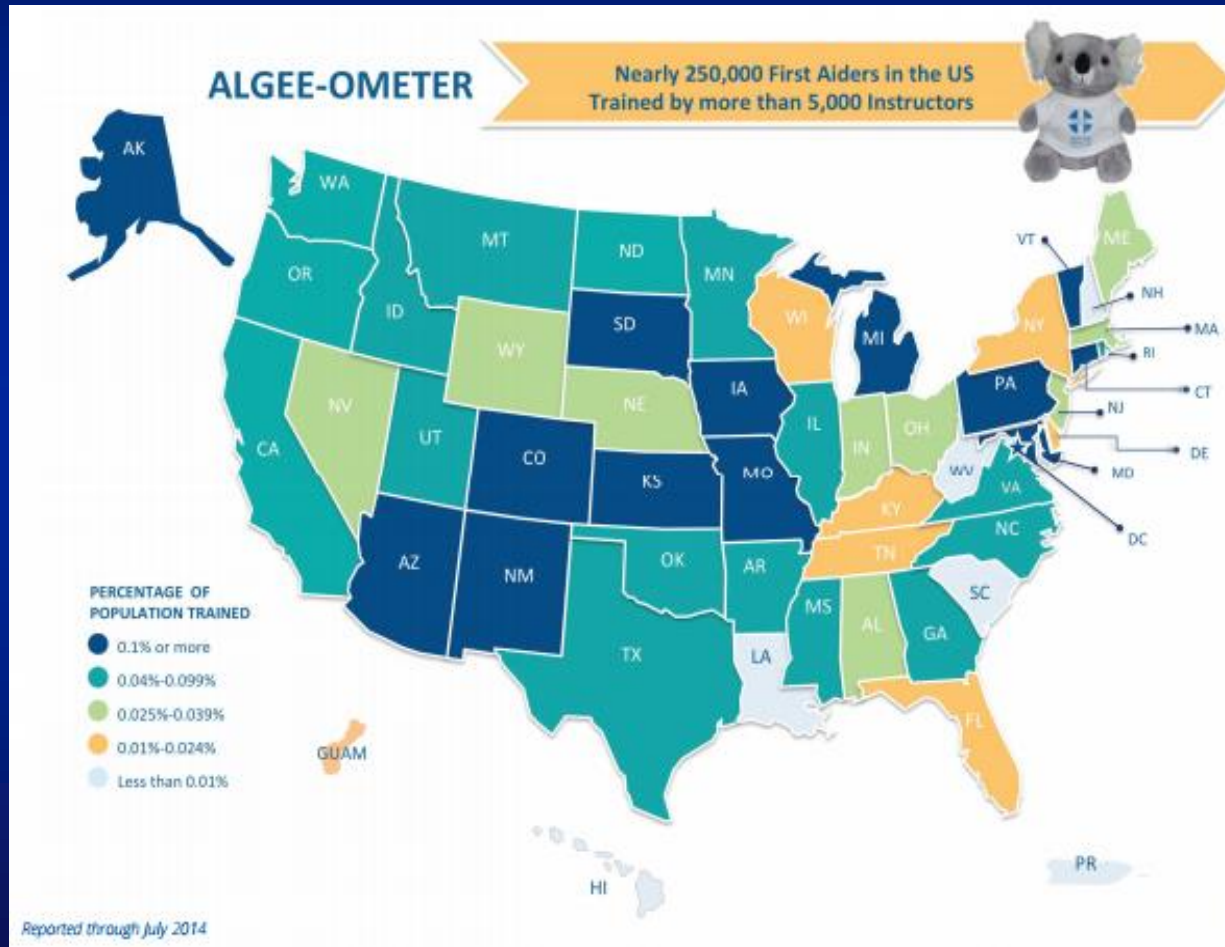 ALGEE-OMETER
Nearly 250,000 First Aiders in the US
Trained by more than 5,000 Instructors
AK
WA
MT
ND
MN
VT
ME
OR
ID
SD
WI
MI
NY
NH
MA
RI
WY
IA
PA
CT
NV
NE
NJ
CA
UT
CO
IL
IN
OH
DE
KS
MO
WV
MD
VA
KY
DC
AZ
NM
OK
AR
TN
NC
SC
MS
AL
GA
TX
LA
FL
PERCENTAGE OF
POPULATION TRAINED
0.1% or more
0.04%-0.099%
0.025%-0.039%
0.01%-0.024%
Less than 0.01%
GUAM
HI
PR
Reported through July 2014